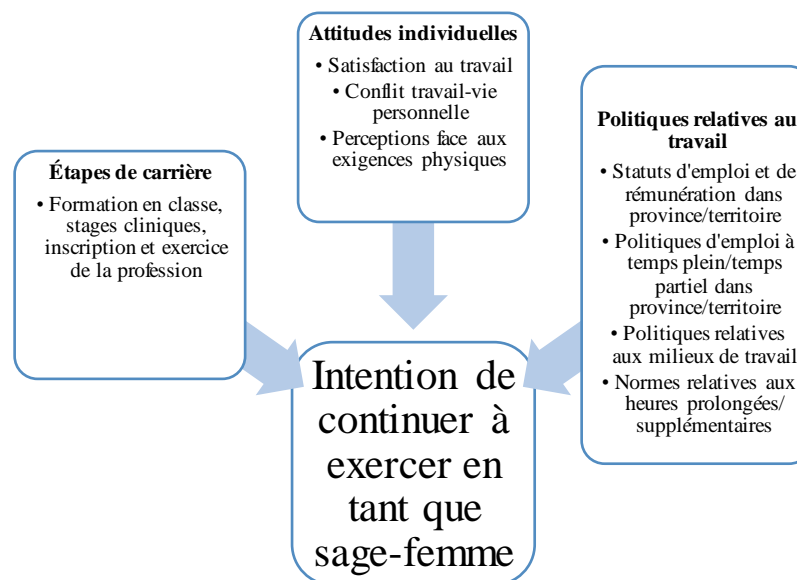 Attitudes individuelles
• Satisfaction au travail
• Conflit travail-vie
personnelle
• Perceptions face aux
exigences physiques
Étapes de carrière
• Formation en classe,
stages cliniques,
inscription et exercice
de la profession
Politiques relatives au
travail
• Statuts d'emploi et de
rémunération dans
province/territoire
• Politiques d'emploi à
temps plein/temps
partiel dans
province/territoire
• Politiques relatives
aux milieux de travail
• Normes relatives aux
heures prolongées/
supplémentaires
Intention de
continuer à
exercer en
tant que
sage-femme